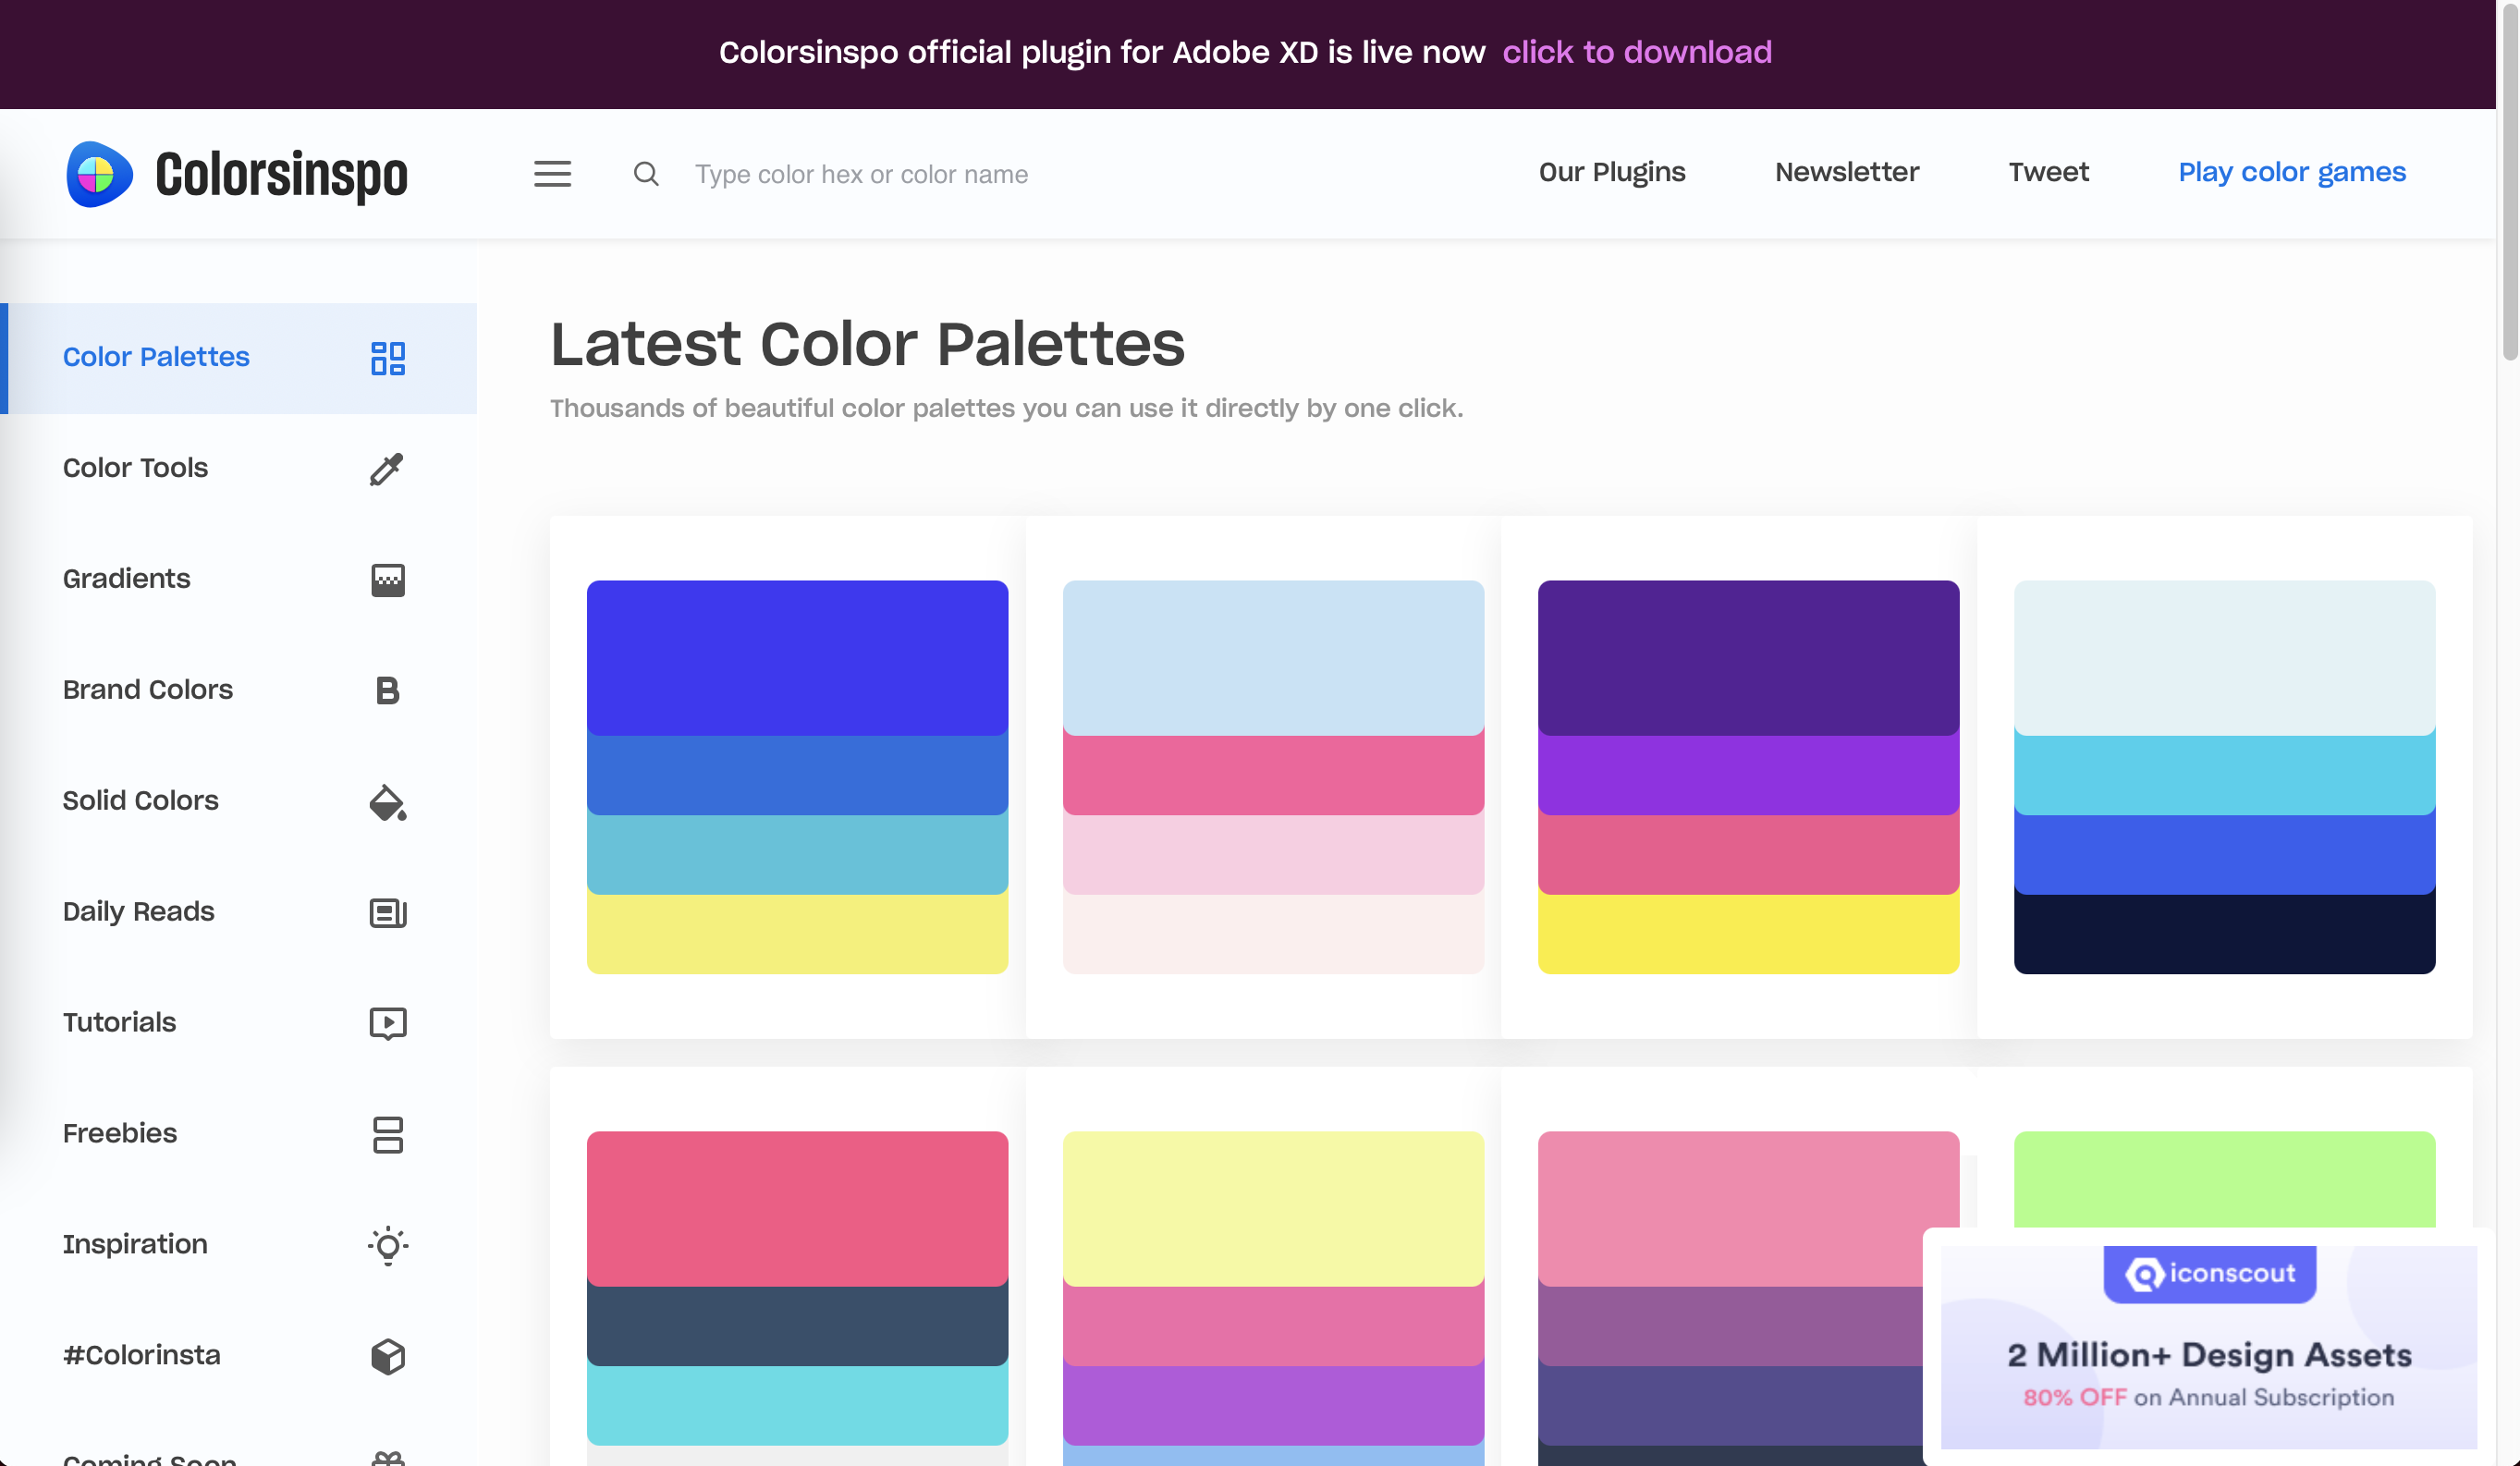 Colorsinspo official plugin for Adobe XD is live now click to download
Colorsinspo
Type color hex or color name
Our Plugins
Newsletter
Tweet
Play color games
Color Palettes
Color Tools
Gradients
Brand Colors
B
Solid Colors
Daily Reads
Tutorials
Freebies
Inspiration
#Colorinsta
Coming Soon
Latest Color Palettes
Thousands of beautiful color palettes you can use it directly by one click.
iconscout
2 Million+ Design Assets
80% OFF on Annual Subscription